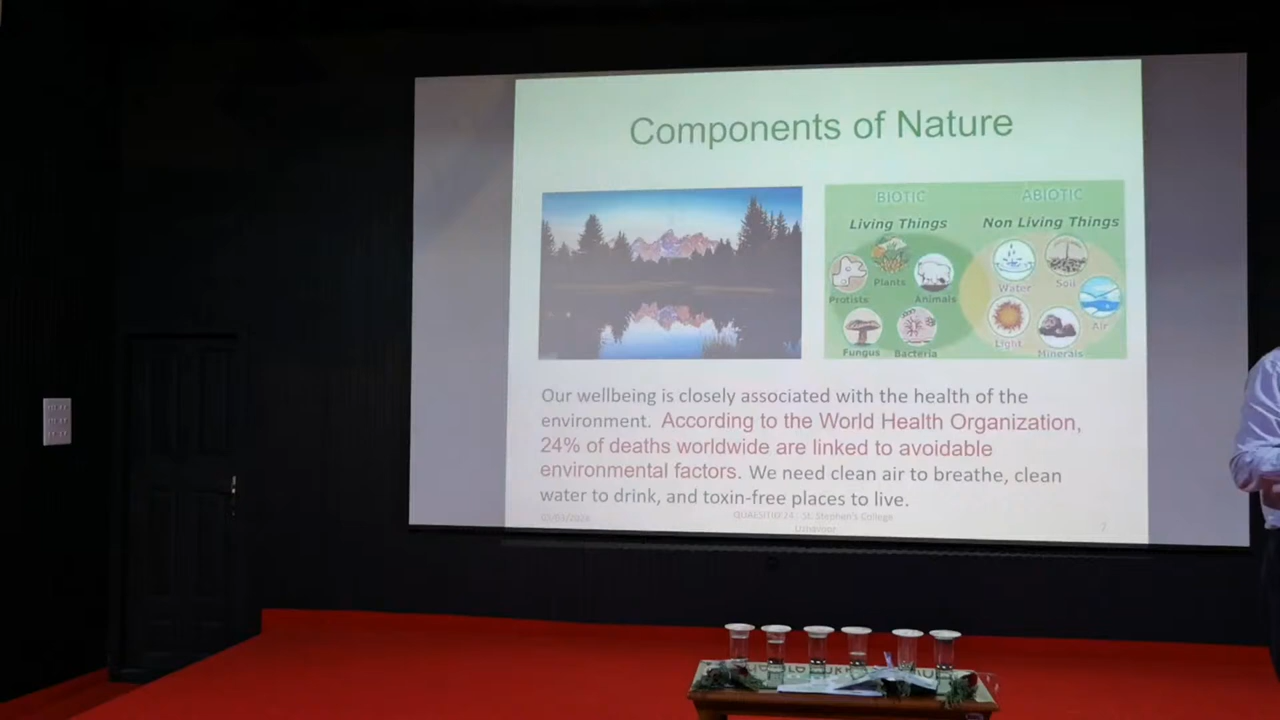 Components of Nature
BIOTIC
ABIOTIC
Living Things
Non Living Things
Plants
Protists
Animals
Fungus
Bacteria
Water
Soil
Air
Light
Minerals
Our wellbeing is closely associated with the health of the
environment. According to the World Health Organization,
24% of deaths worldwide are linked to avoidable
environmental factors. We need clean air to breathe, clean
water to drink, and toxin-free places to live.
St. Stephen's College
Uzhavoor
7